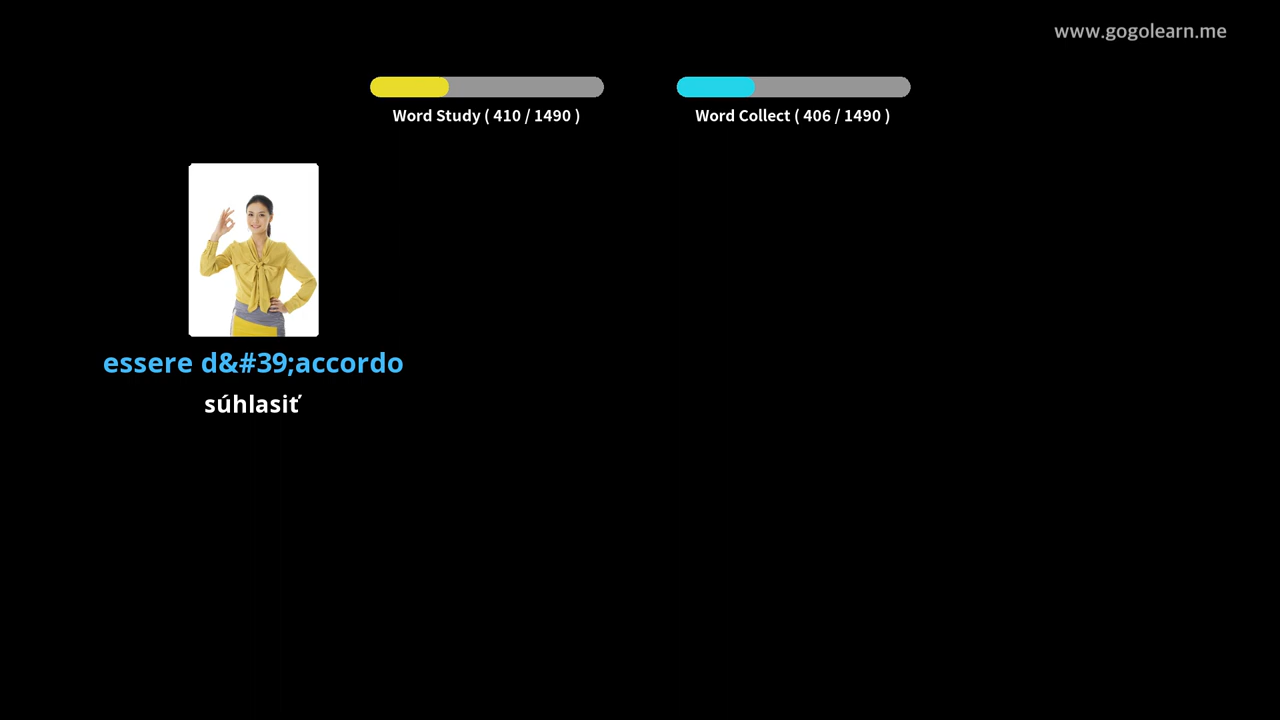 www.gogolearn.me
Word Study ( 410 / 1490 )
Word Collect ( 406 / 1490 )
essere d&#39;accordo
súhlasiť